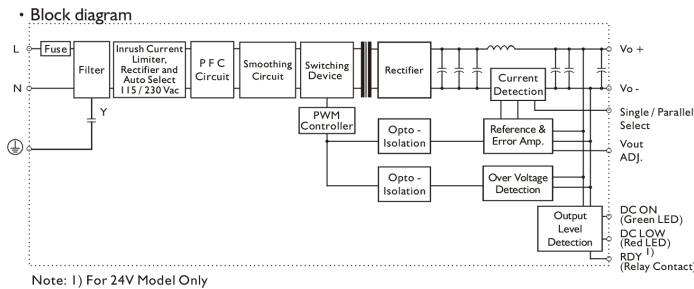 • Block diagram
L
Fuse
N
Filter
Y
Inrush Current
Limiter,
Rectifier and
Auto Select
115 / 230 Vac
P F C
Circuit
Smoothing
Circuit
Switching
Device
Rectifier
Current
Detection
Vo +
Vo -
Single / Parallel
Select
PWM
Controller
Opto -
Isolation
Reference &
Error Amp.
Vout
ADJ.
Opto -
Isolation
Over Voltage
Detection
Output
Level
Detection
DC ON
(Green LED)
DC LOW
(Red LED)
RDY 1)
(Relay Contact)
Note: 1) For 24V Model Only